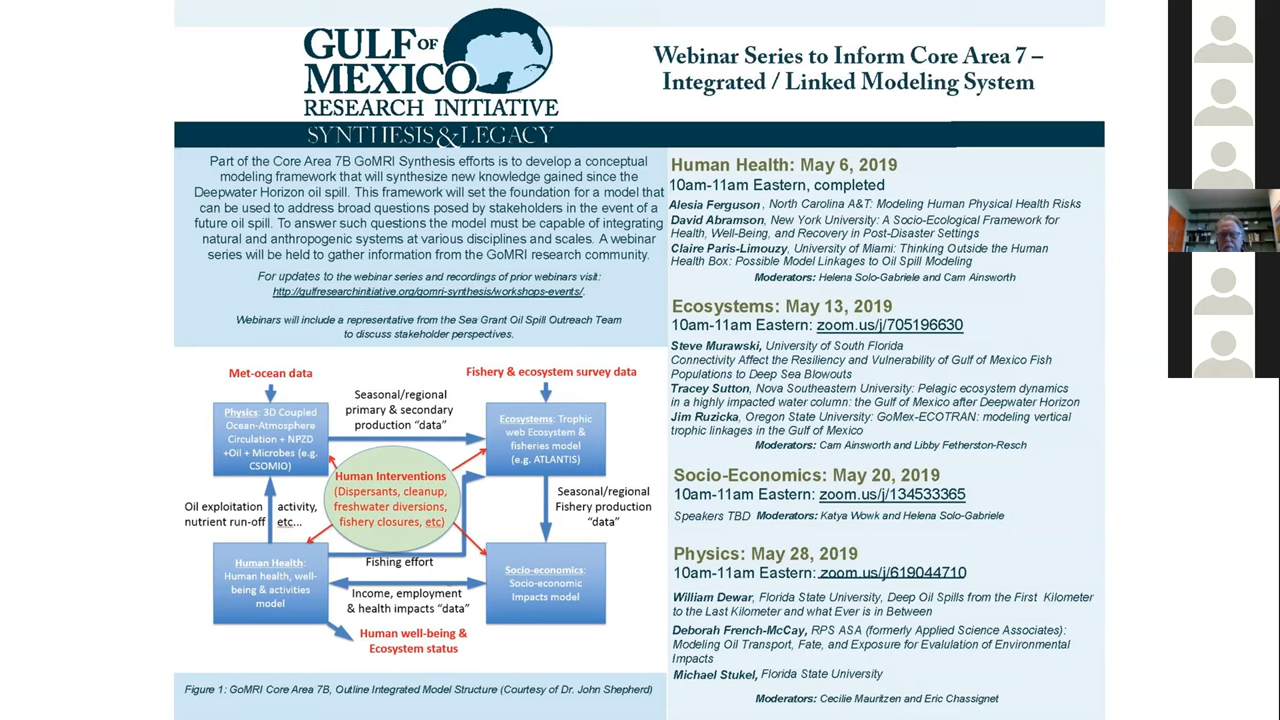 GULF OF
MEXICO
RESEARCH INITIATIVE
SYNTHESIS&LEGACY
Webinar Series to Inform Core Area 7 –
Integrated / Linked Modeling System
Part of the Core Area 7B GoMRI Synthesis efforts is to develop a conceptual
modeling framework that will synthesize new knowledge gained since the
Deepwater Horizon oil spill. This framework will set the foundation for a model that
can be used to address broad questions posed by stakeholders in the event of a
future oil spill. To answer such questions the model must be capable of integrating
natural and anthropogenic systems at various disciplines and scales. A webinar
series will be held to gather information from the GoMRI research community.
For updates to the webinar series and recordings of prior webinars visit:
http://gulfresearchinitiative.org/gomri-synthesis/workshops-events/.
Webinars will include a representative from the Sea Grant Oil Spill Outreach Team
to discuss stakeholder perspectives.
Met-ocean data
Fishery & ecosystem survey data
Physics: 3D Coupled
Ocean-Atmosphere
Circulation + NPZD
+Oil + Microbes (e.g.
CSOMIO)
Seasonal/regional
primary & secondary
production “data”
Ecosystems: Trophic
web Ecosystem &
fisheries model
(e.g. ATLANTIS)
Human Interventions
(Dispersants, cleanup,
freshwater diversions,
fishery closures, etc)
Oil exploitation activity,
nutrient run-off etc...
Seasonal/regional
Fishery production
“data”
Human Health:
Human health, well-
being & activities
model
Fishing effort
Income, employment
& health impacts “data”
Socio-economics:
Socio-economic
Impacts model
Human well-being &
Ecosystem status
Figure 1: GoMRI Core Area 7B, Outline Integrated Model Structure (Courtesy of Dr. John Shepherd)
Human Health: May 6, 2019
10am-11am Eastern, completed
Alesia Ferguson, North Carolina A&T: Modeling Human Physical Health Risks
David Abramson, New York University: A Socio-Ecological Framework for
Health, Well-Being, and Recovery in Post-Disaster Settings
Claire Paris-Limouzy, University of Miami: Thinking Outside the Human
Health Box: Possible Model Linkages to Oil Spill Modeling
Moderators: Helena Solo-Gabriele and Cam Ainsworth
Ecosystems: May 13, 2019
10am-11am Eastern: zoom.us/j/705196630
Steve Murawski, University of South Florida
Connectivity Affect the Resiliency and Vulnerability of Gulf of Mexico Fish
Populations to Deep Sea Blowouts
Tracey Sutton, Nova Southeastern University: Pelagic ecosystem dynamics
in a highly impacted water column: the Gulf of Mexico after Deepwater Horizon
Jim Ruzicka, Oregon State University: GoMex-ECOTRAN: modeling vertical
trophic linkages in the Gulf of Mexico
Moderators: Cam Ainsworth and Libby Fetherston-Resch
Socio-Economics: May 20, 2019
10am-11am Eastern: zoom.us/j/134533365
Speakers TBD Moderators: Katya Wowk and Helena Solo-Gabriele
Physics: May 28, 2019
10am-11am Eastern: zoom.us/j/619044710
William Dewar, Florida State University, Deep Oil Spills from the First Kilometer
to the Last Kilometer and what Ever is in Between
Deborah French-McCay, RPS ASA (formerly Applied Science Associates):
Modeling Oil Transport, Fate, and Exposure for Evalulation of Environmental
Impacts
Michael Stukel, Florida State University
Moderators: Cecilie Mauritzen and Eric Chassignet